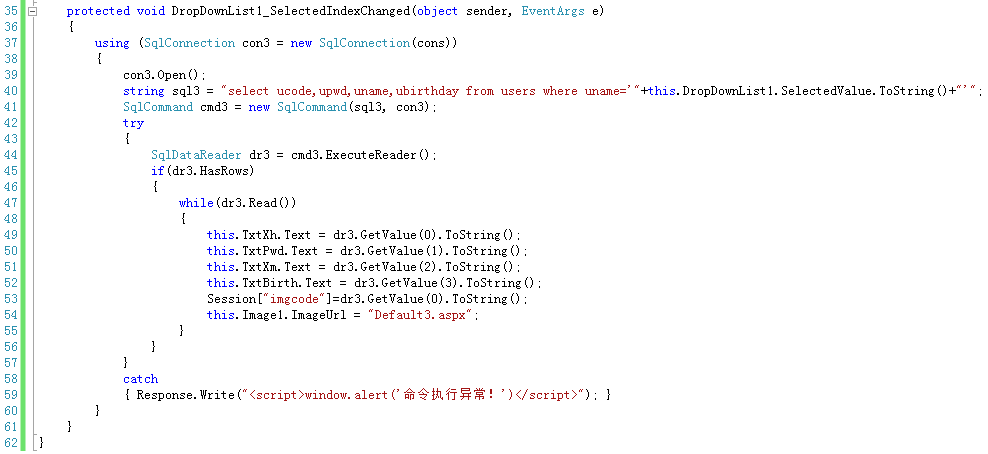 35 protected void DropDownList1_SelectedIndexChanged(object sender, EventArgs e)
36 {
37 using (SqlConnection con3 = new SqlConnection(cons))
38 {
39 con3.Open();
40 string sql3 = "select ucode,upwd,uname,ubirthday from users where uname='"+this.DropDownList1.SelectedValue.ToString()+"'";
41 SqlCommand cmd3 = new SqlCommand(sql3, con3);
42 try
43 {
44 SqlDataReader dr3 = cmd3.ExecuteReader();
45 if(dr3.HasRows)
46 {
47 while(dr3.Read())
48 {
49 this.TxtXh.Text = dr3.GetValue(0).ToString();
50 this.TxtPwd.Text = dr3.GetValue(1).ToString();
51 this.TxtXm.Text = dr3.GetValue(2).ToString();
52 this.TxtBirth.Text = dr3.GetValue(3).ToString();
53 Session["imgcode"]=dr3.GetValue(0).ToString();
54 this.Image1.ImageUrl = "Default3.aspx";
55 }
56 }
57 }
58 catch
59 { Response.Write("<script>window.alert('命令执行异常！')</script>"); }
60 }
61 }
62 }